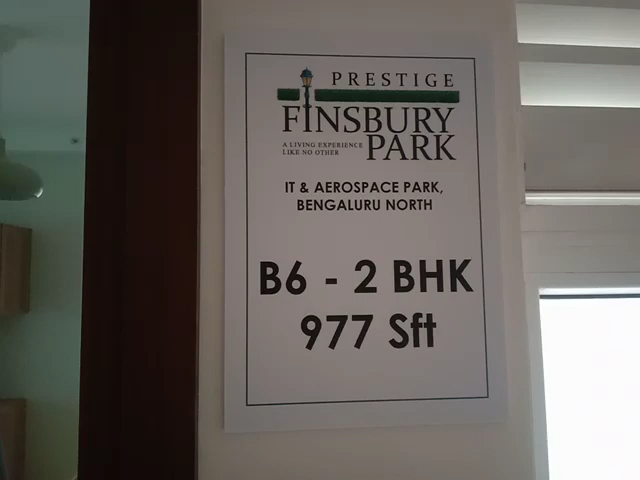 PRESTIGE
FINSBURY
A LIVING EXPERIENCE
LIKE NO OTHER
PARK
IT & AEROSPACE PARK,
BENGALURU NORTH
B6 - 2 BHK
977 Sft